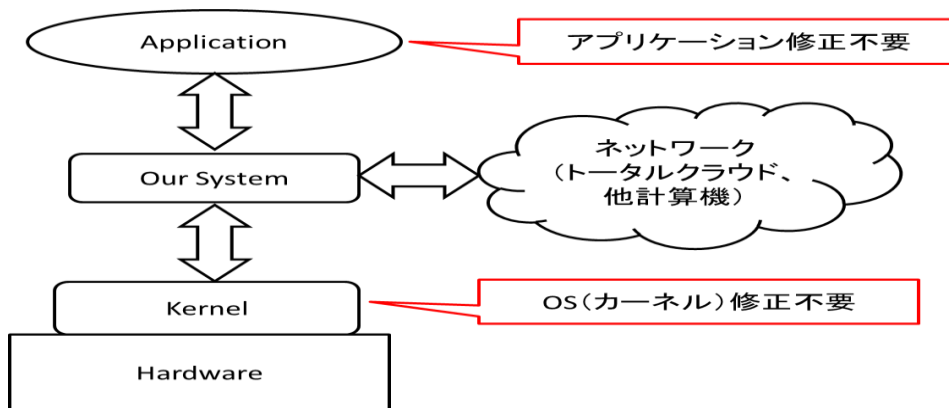 Application
アプリケーション修正不要
Our System
ネットワーク
(トータルクラウド、
他計算機)
Kernel
OS(カーネル)修正不要
Hardware